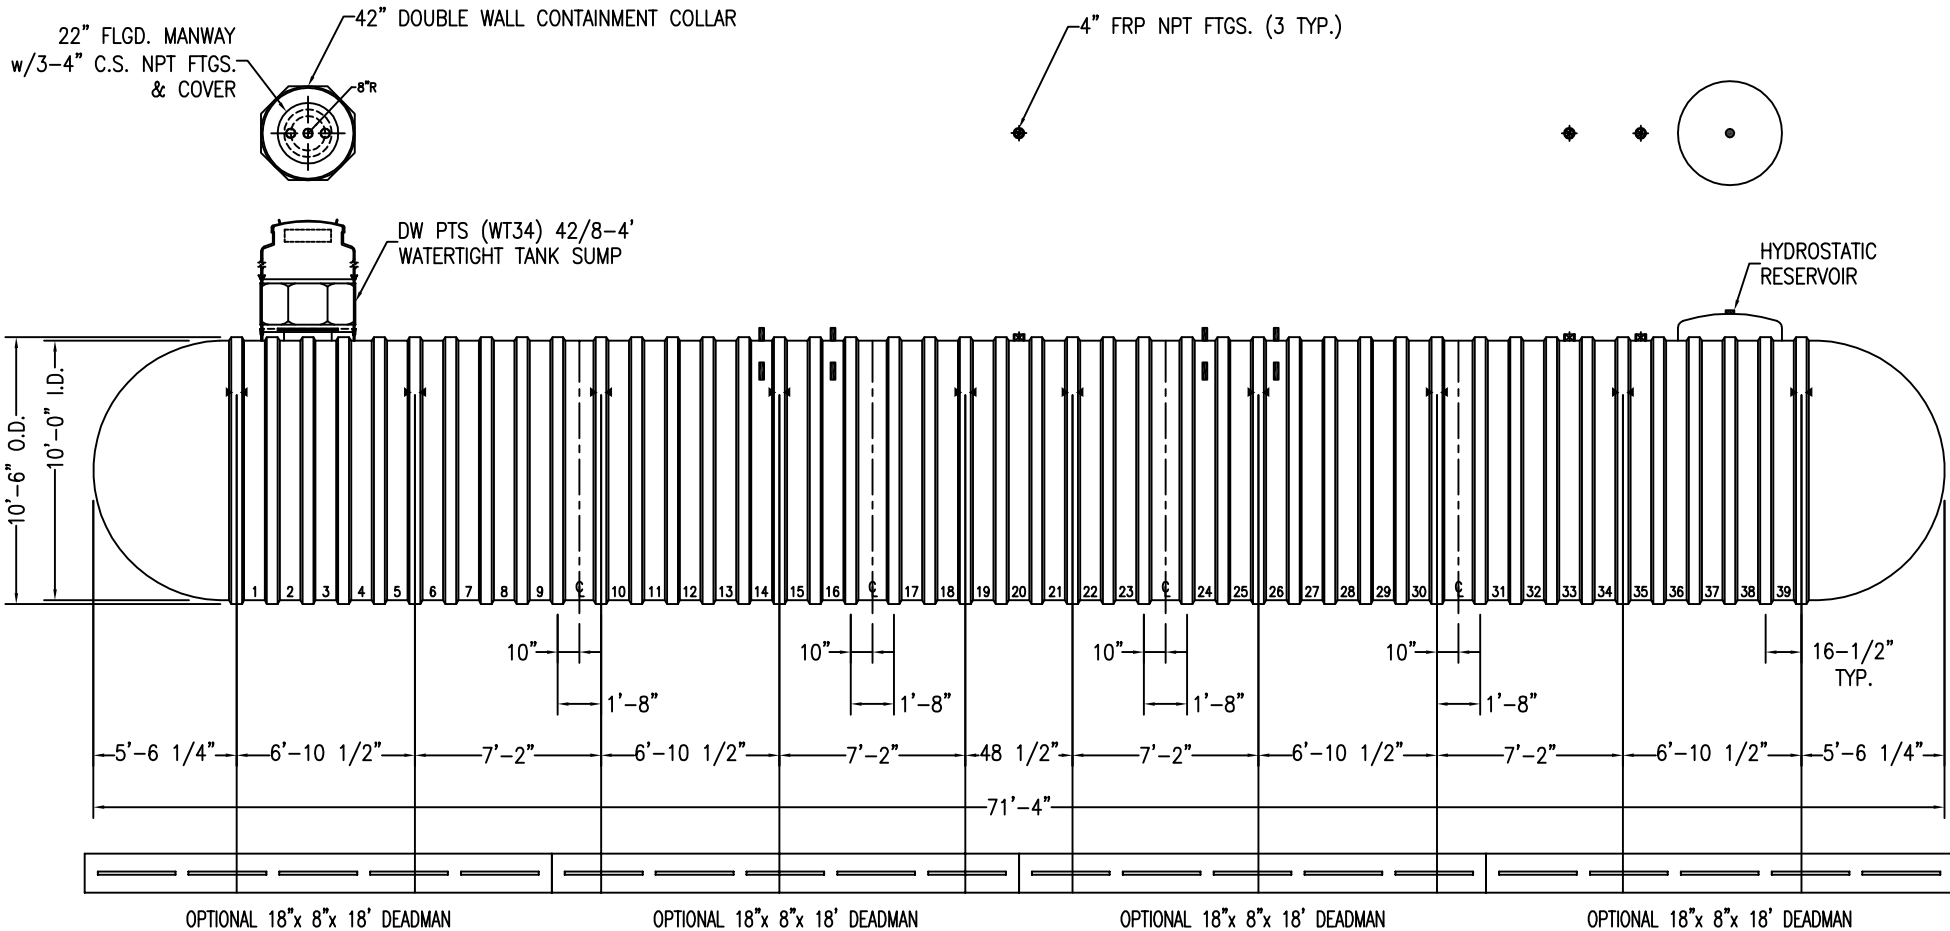 42” DOUBLE WALL CONTAINMENT COLLAR
22” FLGD. MANWAY
w/3-4” C.S. NPT FTGS.
& COVER
8”R
4” FRP NPT FTGS. (3 TYP.)
DW PTS (WT34) 42/8-4'
WATERTIGHT TANK SUMP
HYDROSTATIC
RESERVOIR
10'-6” O.D.
10'-0” I.D.
1 2 3 4 5 6 7 8 9 ℄ 10 11 12 13 14 15 16 ℄ 17 18 19 20 21 22 23 ℄ 24 25 26 27 28 29 30 ℄ 31 32 33 34 35 36 37 38 39
10” 10” 10” 10” 16-1/2”
TYP.
1'-8” 1'-8” 1'-8” 1'-8”
5'-6 1/4” 6'-10 1/2” 7'-2” 6'-10 1/2” 7'-2” 48 1/2” 7'-2” 6'-10 1/2” 7'-2” 6'-10 1/2” 5'-6 1/4”
71'-4”
OPTIONAL 18”x 8”x 18' DEADMAN OPTIONAL 18”x 8”x 18' DEADMAN OPTIONAL 18”x 8”x 18' DEADMAN OPTIONAL 18”x 8”x 18' DEADMAN